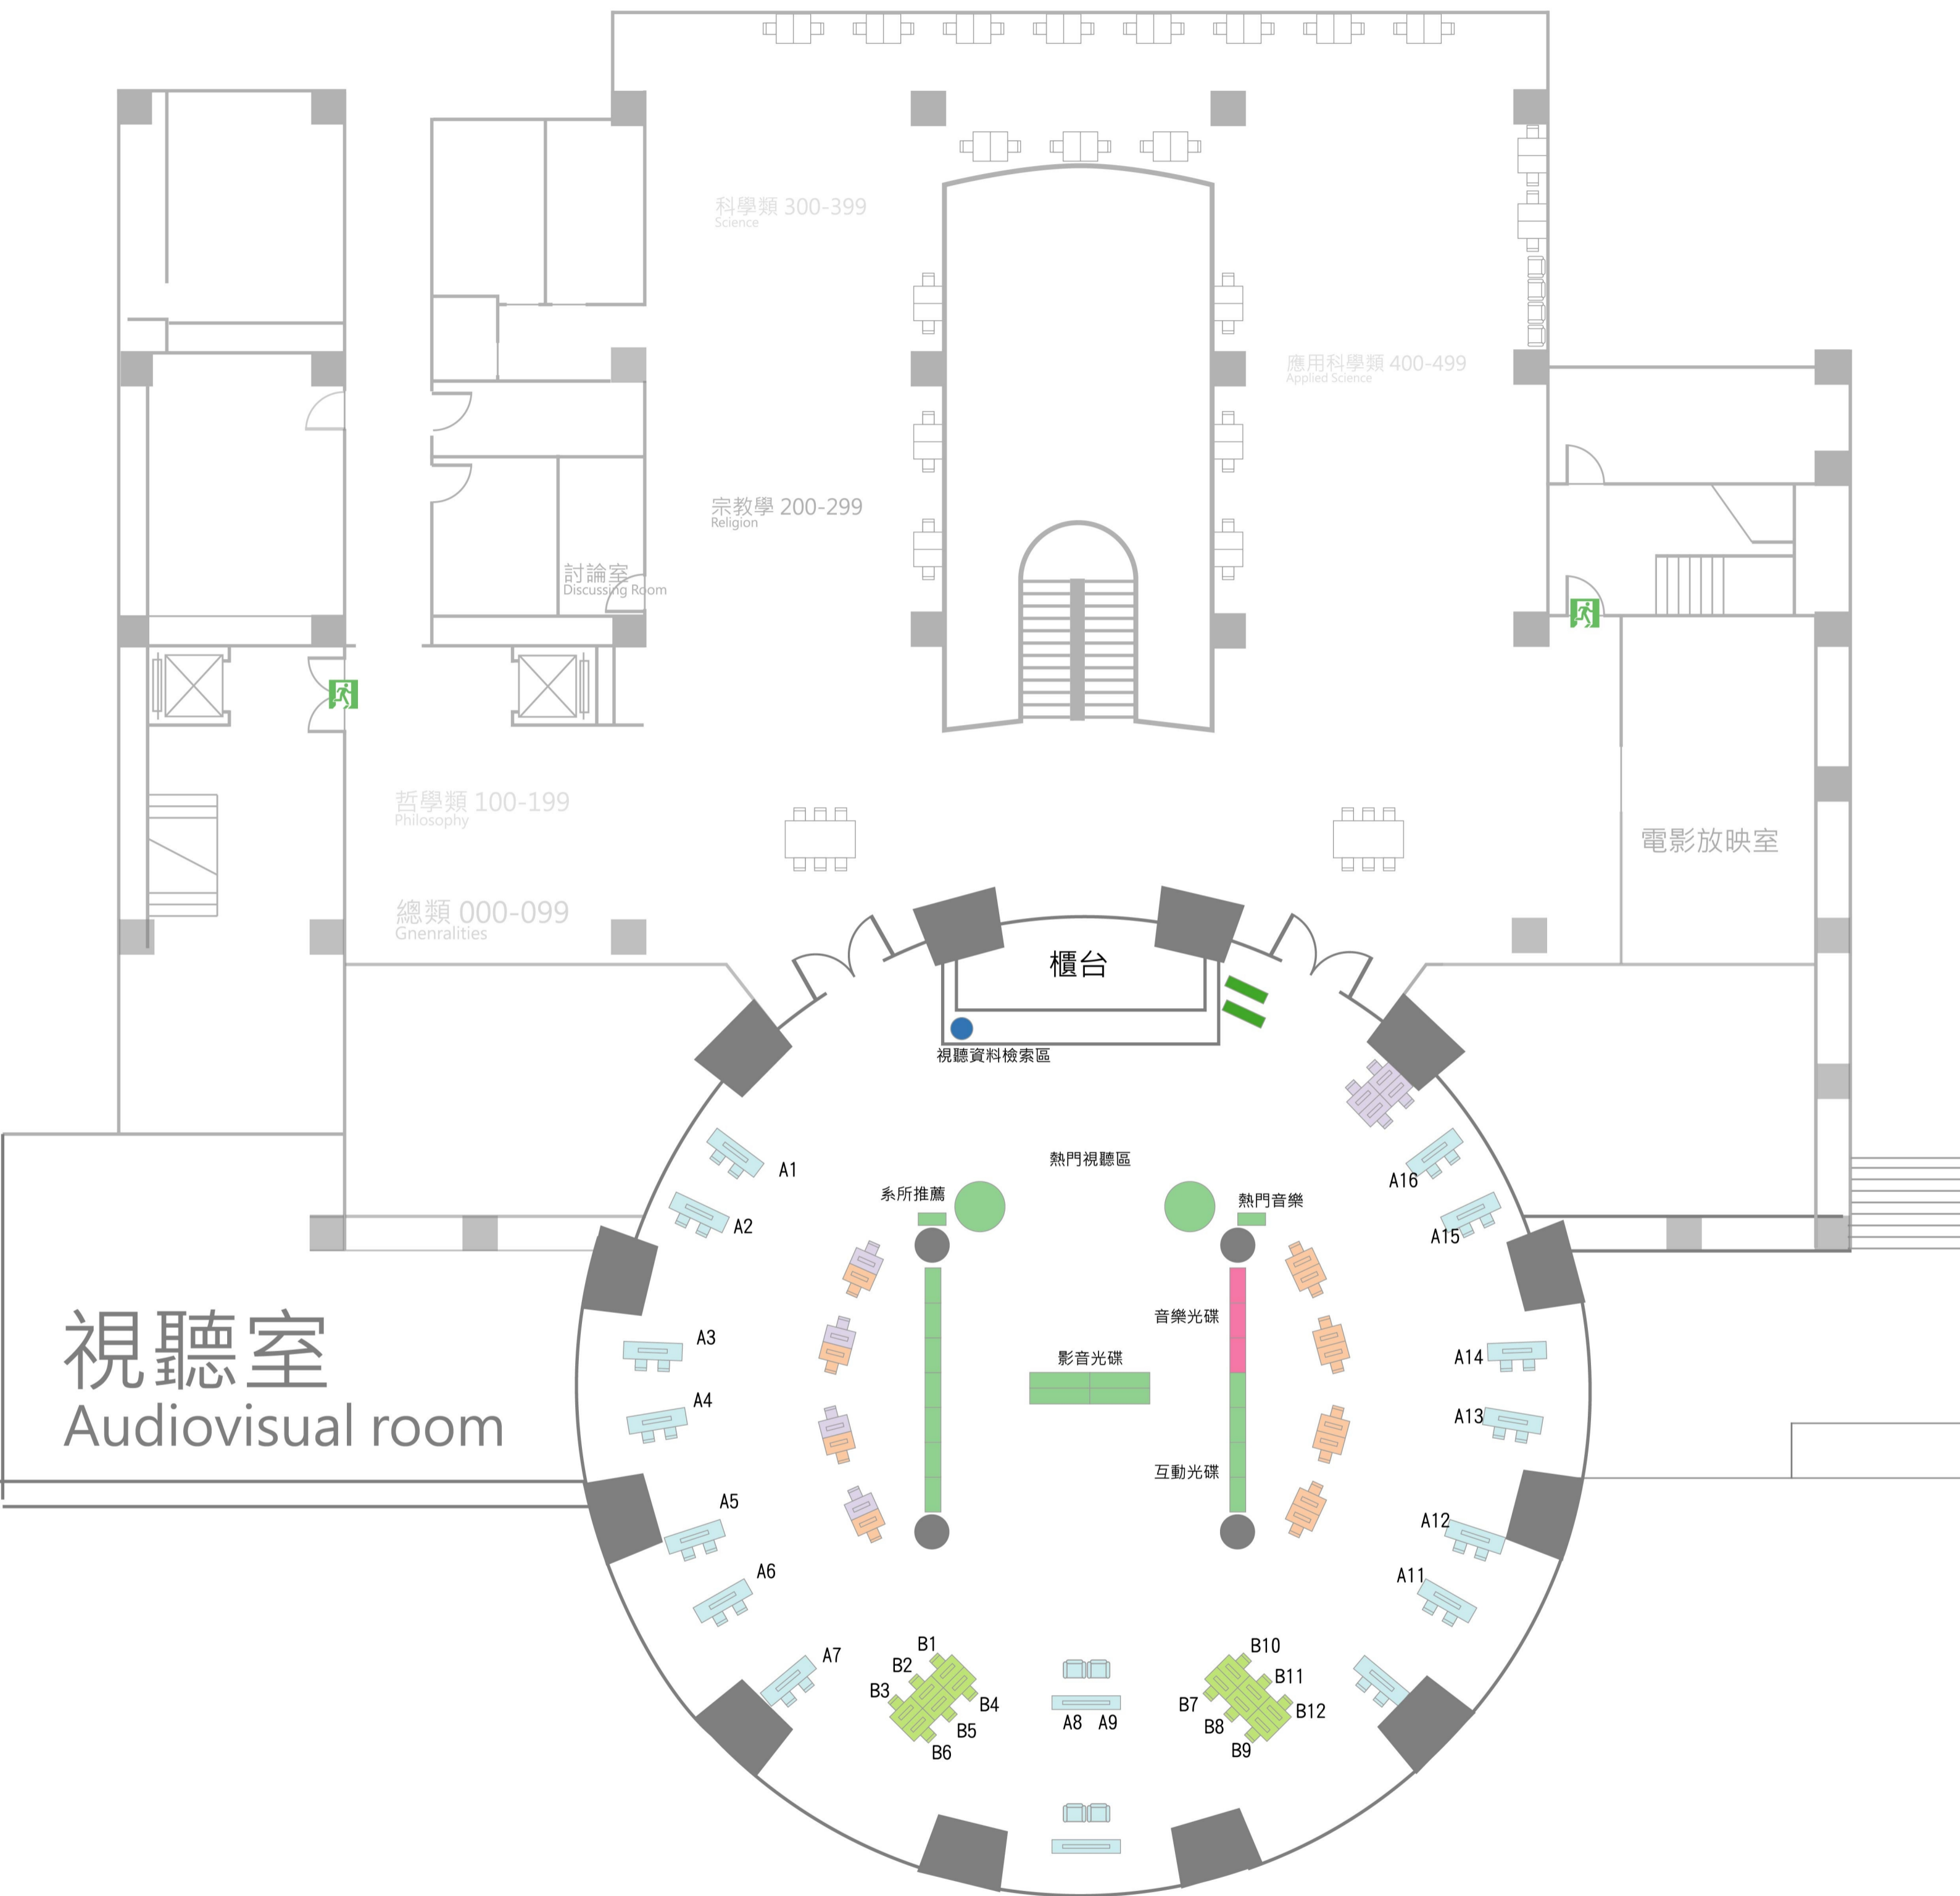 科學類 300-399
Science
應用科學類 400-499
Applied Science
宗教學 200-299
Religion
討論室
Discussing Room
哲學類 100-199
Philosophy
電影放映室
總類 000-099
Gnenralities
櫃台
視聽資料檢索區
熱門視聽區
A1
A16
系所推薦
熱門音樂
A2
A15
音樂光碟
A3
影音光碟
A14
A4
A13
互動光碟
視聽室
Audiovisual room
A5
A12
A6
A11
B1
B10
A7
B2
B11
B3
B4
B7
B12
A8
A9
B5
B8
B6
B9